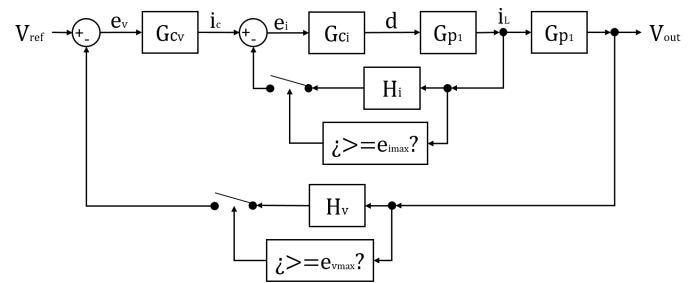 Vref + - ev Gcv ic + - ei Gci d Gp1 iL Gp1 Vout
Hi
¿>=eimax?
Hv
¿>=evmax?